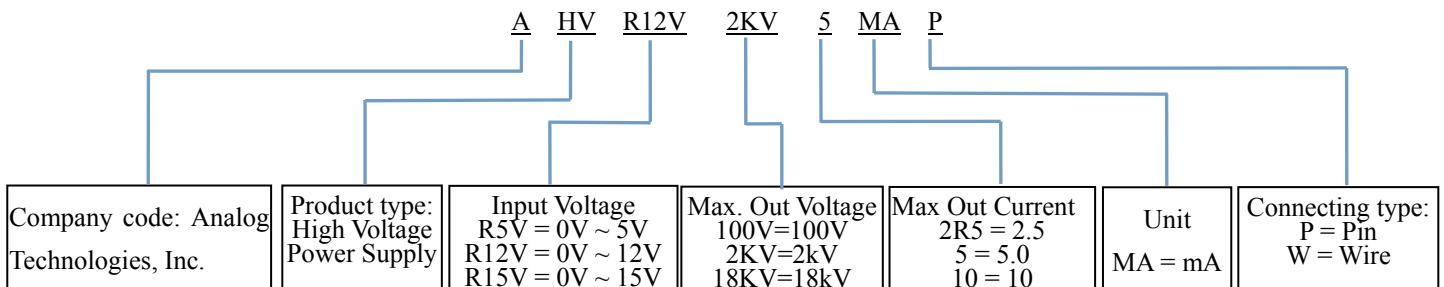 A HV R12V 2KV 5 MA P
Company code: Analog
Technologies, Inc.
Product type:
High Voltage
Power Supply
Input Voltage
R5V = 0V ~ 5V
R12V = 0V ~ 12V
R15V = 0V ~ 15V
Max. Out Voltage
100V=100V
2KV=2kV
18KV=18kV
Max Out Current
2R5 = 2.5
5 = 5.0
10 = 10
Unit
MA = mA
Connecting type:
P = Pin
W = Wire